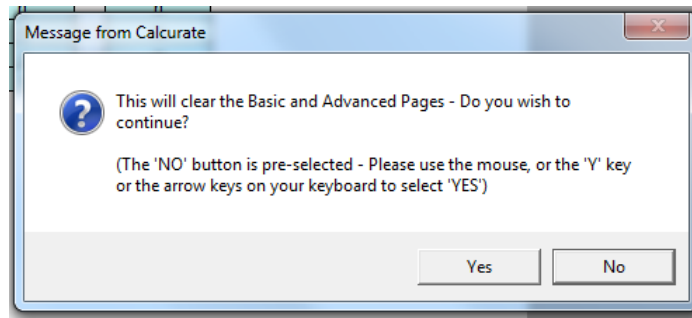 Message from Calcurate
This will clear the Basic and Advanced Pages - Do you wish to
continue?
(The 'NO' button is pre-selected - Please use the mouse, or the 'Y' key
or the arrow keys on your keyboard to select 'YES')
Yes No